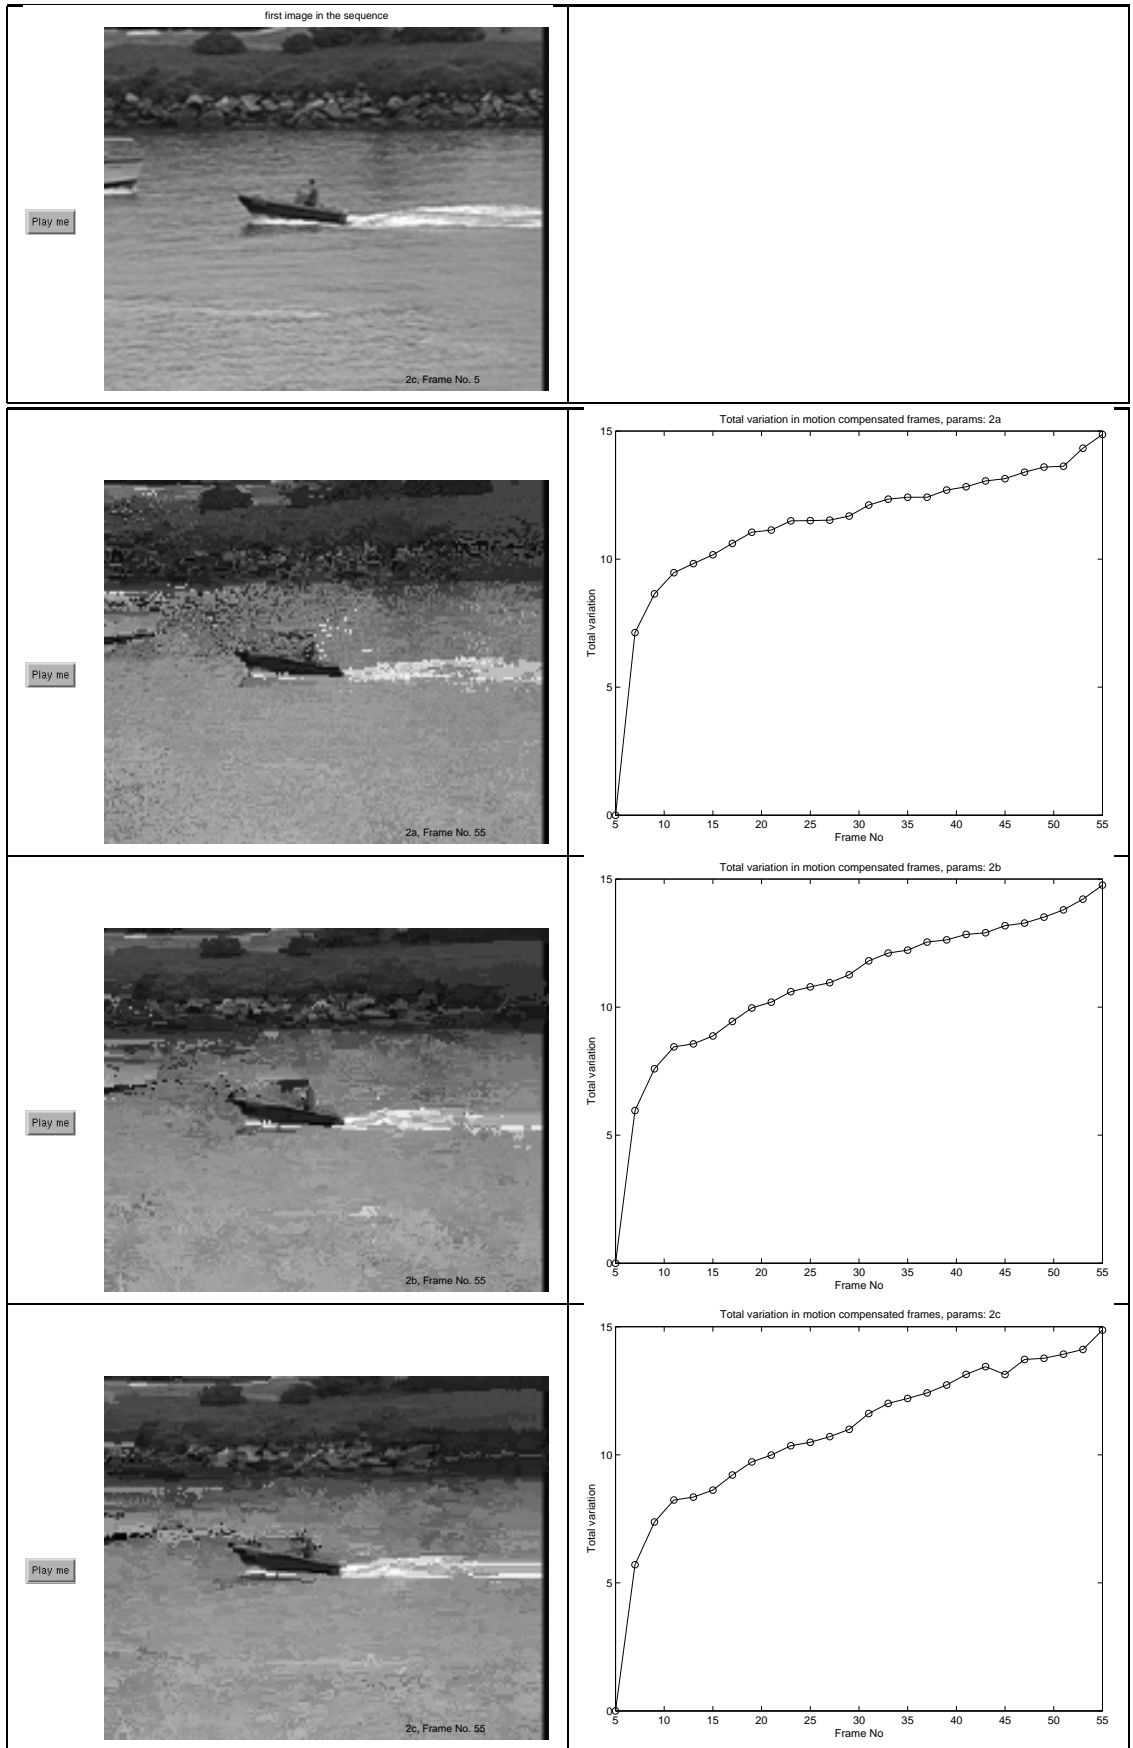 first image in the sequence
Play me
2c, Frame No. 5
Play me
2a, Frame No. 55
Total variation in motion compensated frames, params: 2a
15
10
5
0
Total variation
5 10 15 20 25 30 35 40 45 50 55
Frame No
Play me
2b, Frame No. 55
Total variation in motion compensated frames, params: 2b
15
10
5
0
Total variation
5 10 15 20 25 30 35 40 45 50 55
Frame No
Play me
2c, Frame No. 55
Total variation in motion compensated frames, params: 2c
15
10
5
0
Total variation
5 10 15 20 25 30 35 40 45 50 55
Frame No